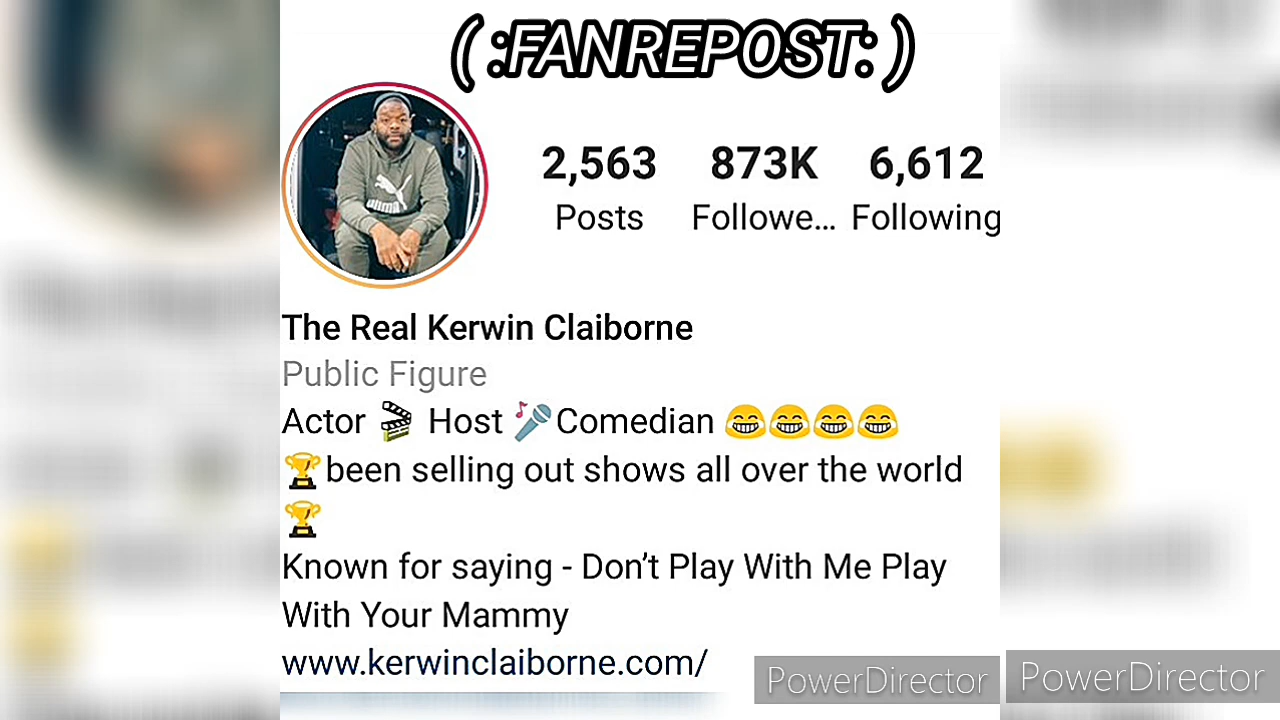 ( :FANREPOST: )
2,563 873K 6,612
Posts Followe... Following
The Real Kerwin Claiborne
Public Figure
Actor 🎬 Host 🎤Comedian 😂😂😂😂
🏆been selling out shows all over the world
🏆
Known for saying - Don't Play With Me Play
With Your Mammy
www.kerwinclaiborne.com/
PowerDirector PowerDirector